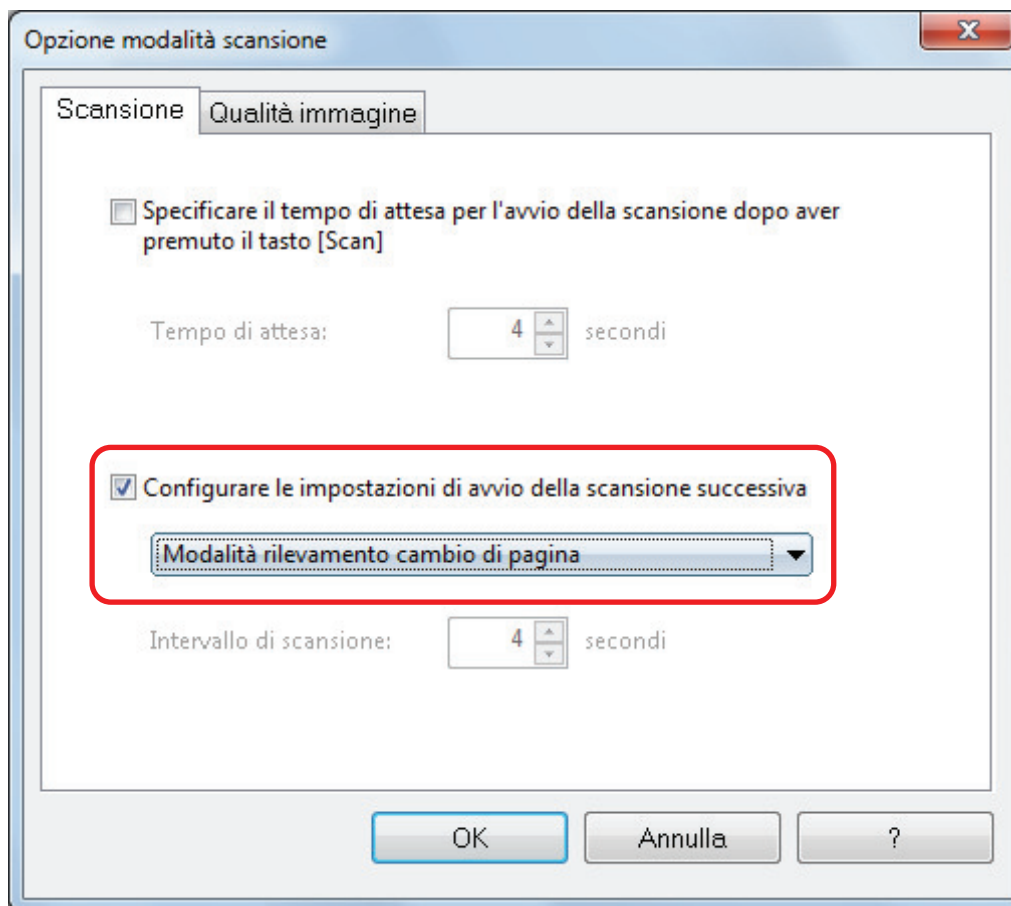 Opzione modalità scansione
Scansione
Qualità immagine
Specificare il tempo di attesa per l'avvio della scansione dopo aver
premuto il tasto [Scan]
Tempo di attesa:
4
secondi
Configurare le impostazioni di avvio della scansione successiva
Modalità rilevamento cambio di pagina
Intervallo di scansione:
4
secondi
OK
Annulla
?